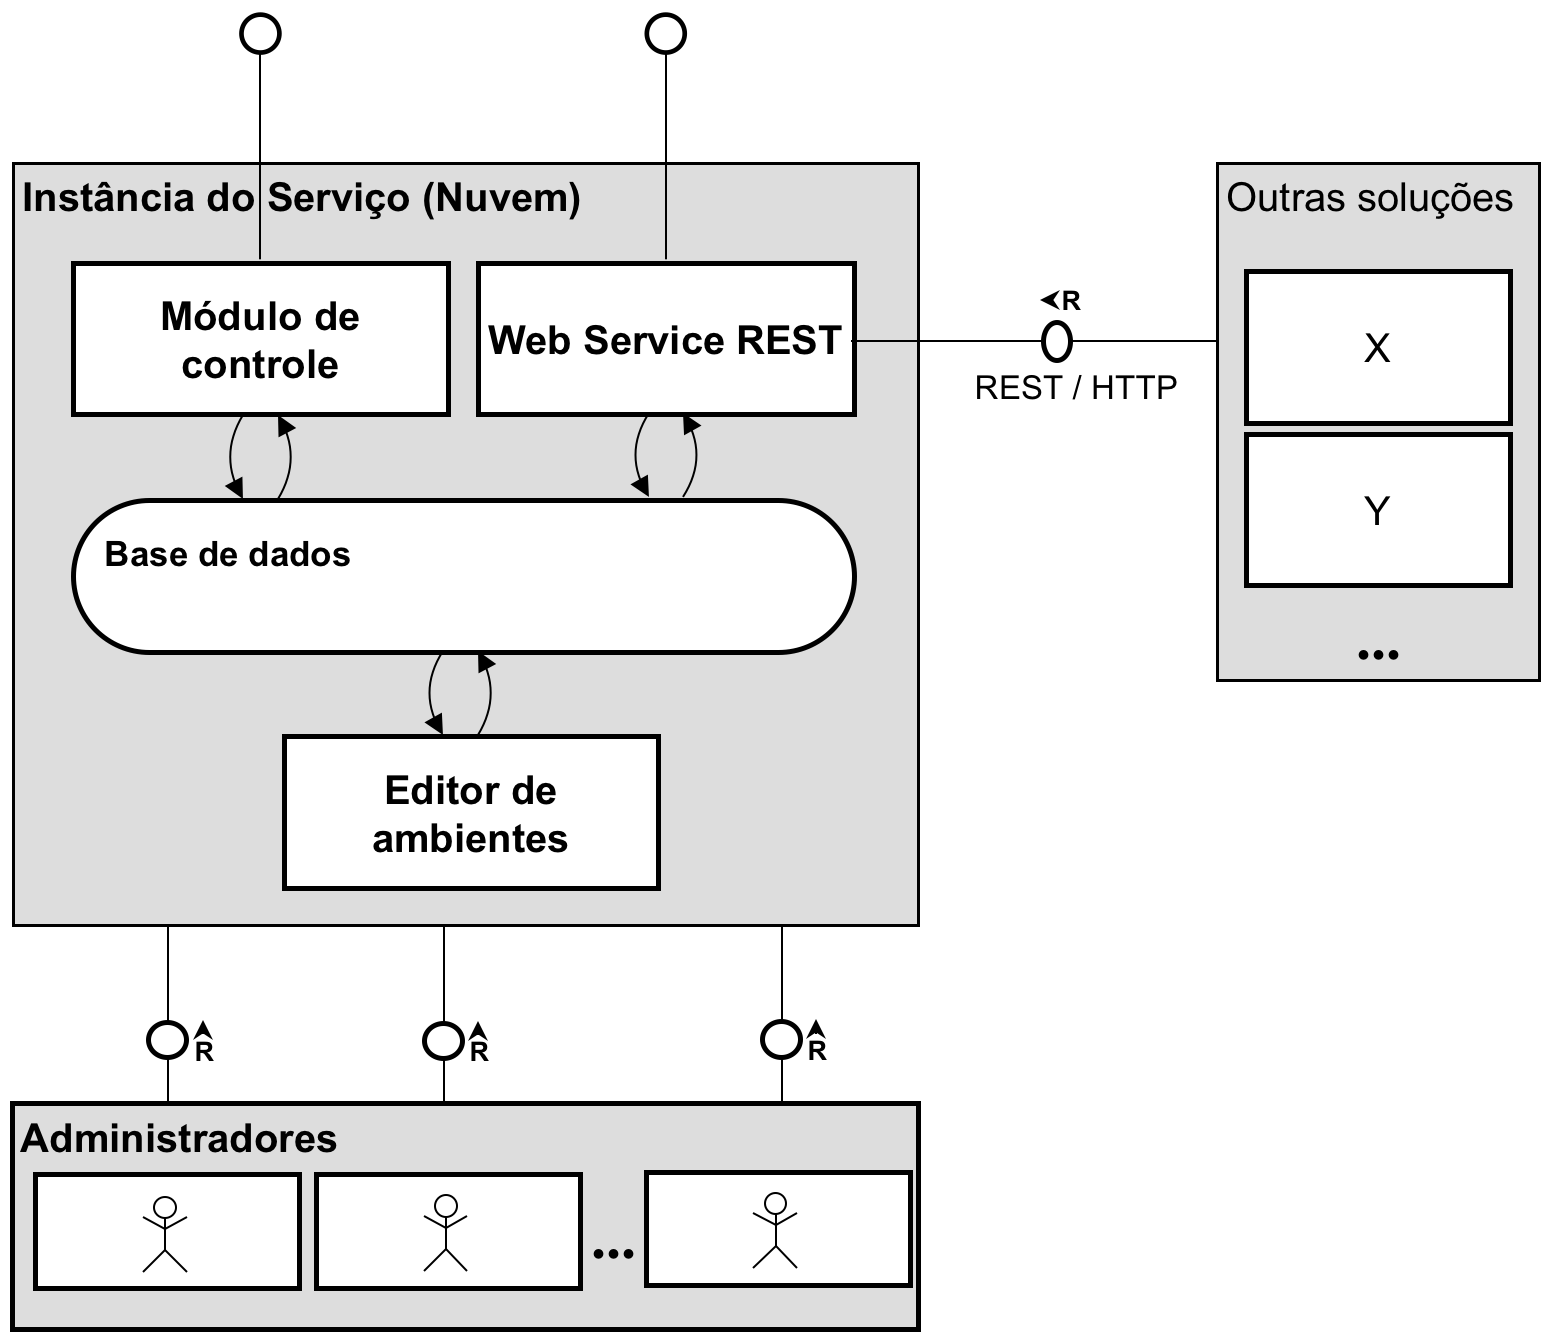 Instância do Serviço (Nuvem)
Módulo de
controle
Web Service REST
R
REST / HTTP
Outras soluções
X
Y
...
Base de dados
Editor de
ambientes
R
R
R
Administradores
...